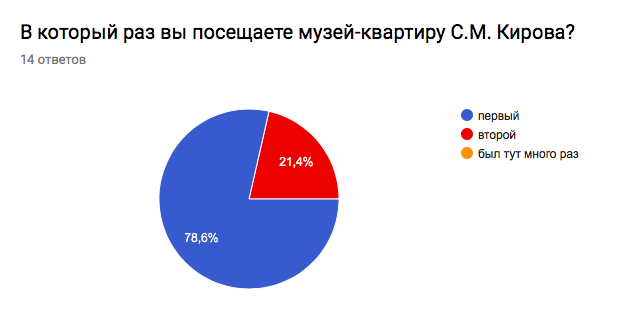 В который раз вы посещаете музей-квартиру С.М. Кирова?
14 ответов
первый
второй
был тут много раз
21,4%
78,6%